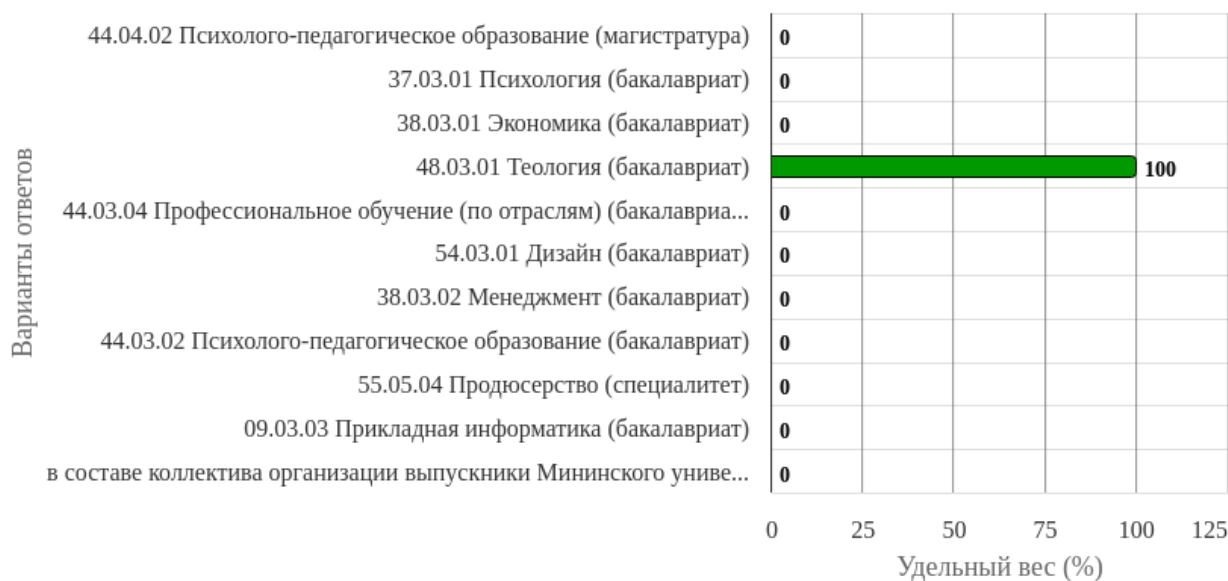 44.04.02 Психолого-педагогическое образование (магистратура) 0
37.03.01 Психология (бакалавриат) 0
38.03.01 Экономика (бакалавриат) 0
48.03.01 Теология (бакалавриат) 100
44.03.04 Профессиональное обучение (по отраслям) (бакалавриа... 0
54.03.01 Дизайн (бакалавриат) 0
38.03.02 Менеджмент (бакалавриат) 0
44.03.02 Психолого-педагогическое образование (бакалавриат) 0
55.05.04 Продюсерство (специалитет) 0
09.03.03 Прикладная информатика (бакалавриат) 0
в составе коллектива организации выпускники Мининского униве... 0
Варианты ответов
0 25 50 75 100 125
Удельный вес (%)